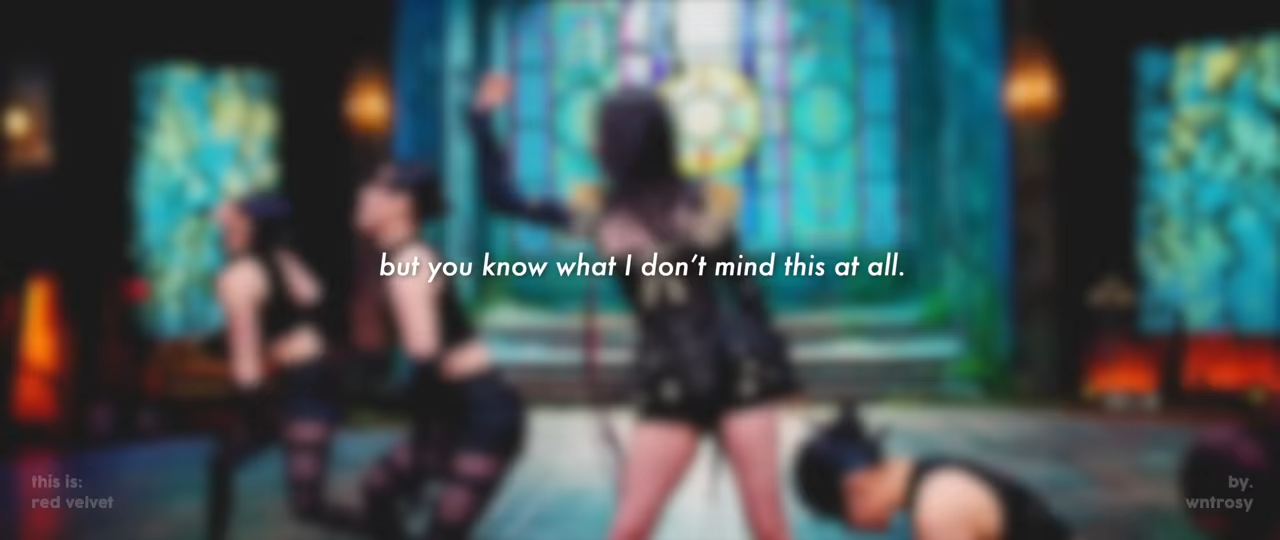 but you know what I don't mind this at all.
this is:
red velvet
by.
wntrosy